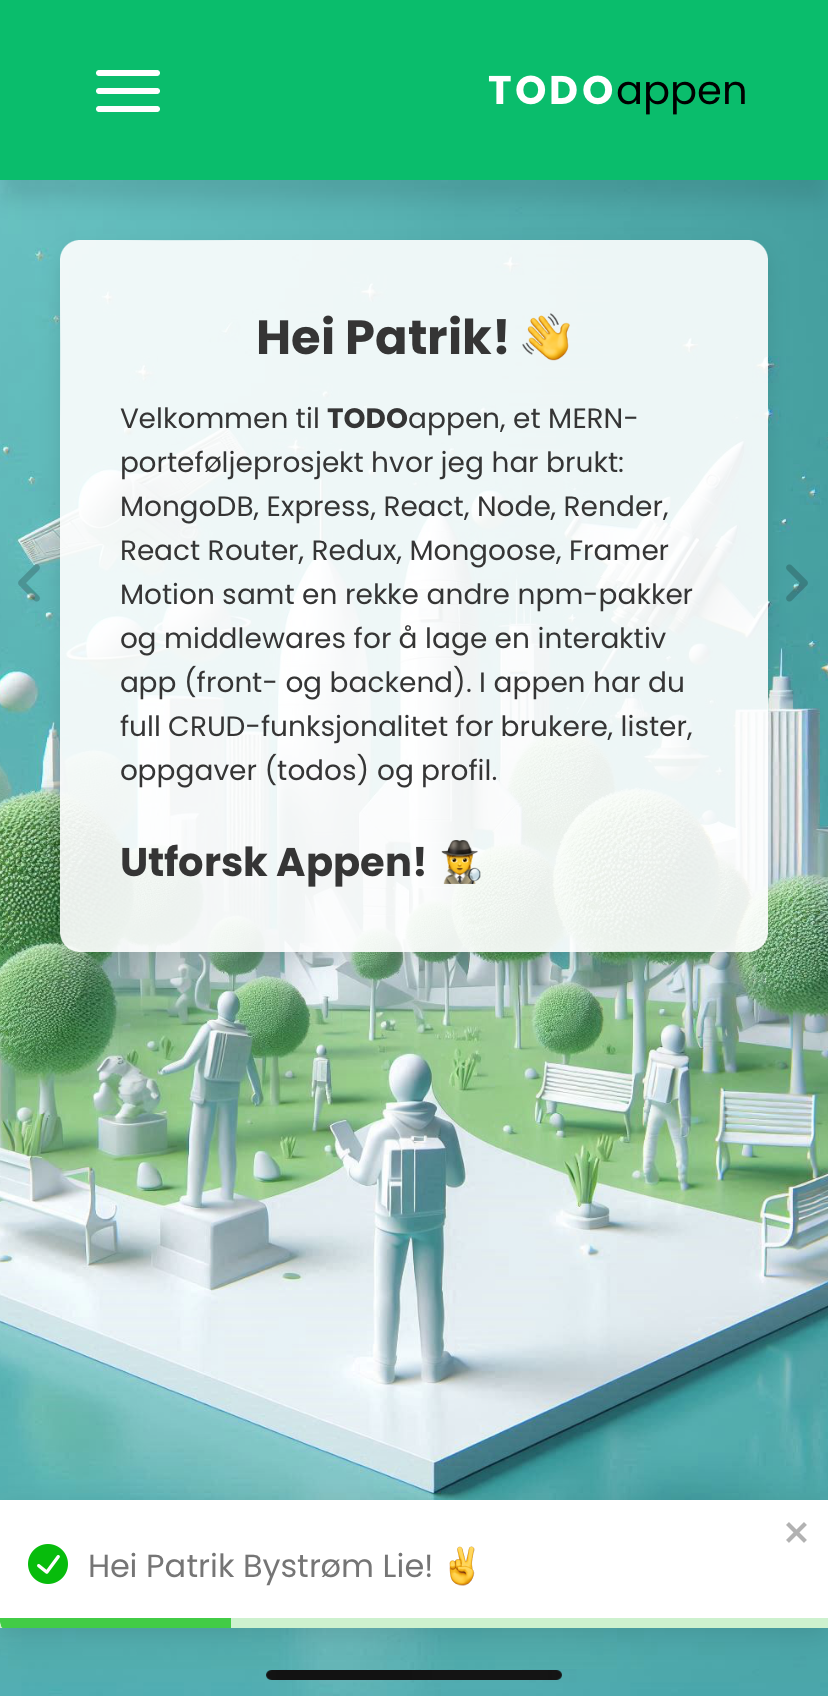 TODOappen
Hei Patrik! 👋
Velkommen til TODOappen, et MERN-
porteføljeprosjekt hvor jeg har brukt:
MongoDB, Express, React, Node, Render,
React Router, Redux, Mongoose, Framer
Motion samt en rekke andre npm-pakker
og middlewares for å lage en interaktiv
app (front- og backend). I appen har du
full CRUD-funksjonalitet for brukere, lister,
oppgaver (todos) og profil.
Utforsk Appen! 🕵️
Hei Patrik Bystrøm Lie! ✌️